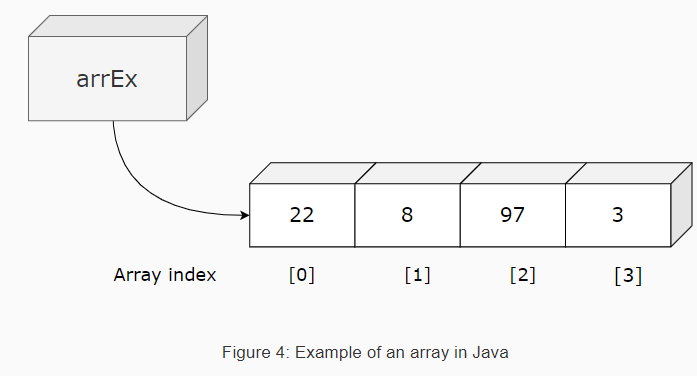 arrEx
22 8 97 3
Array index [0] [1] [2] [3]
Figure 4: Example of an array in Java